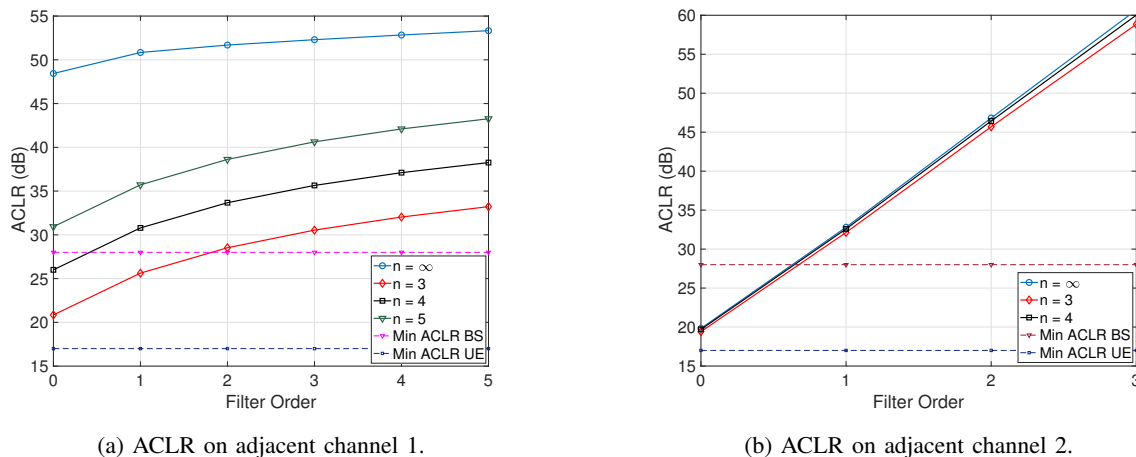 55
50
45
40
35
30
25
20
15
ACLR (dB)
0 1 2 3 4 5
Filter Order
n = ∞
n = 3
n = 4
n = 5
Min ACLR BS
Min ACLR UE
(a) ACLR on adjacent channel 1.
60
55
50
45
40
35
30
25
20
15
ACLR (dB)
0 1 2 3
Filter Order
n = ∞
n = 3
n = 4
Min ACLR BS
Min ACLR UE
(b) ACLR on adjacent channel 2.